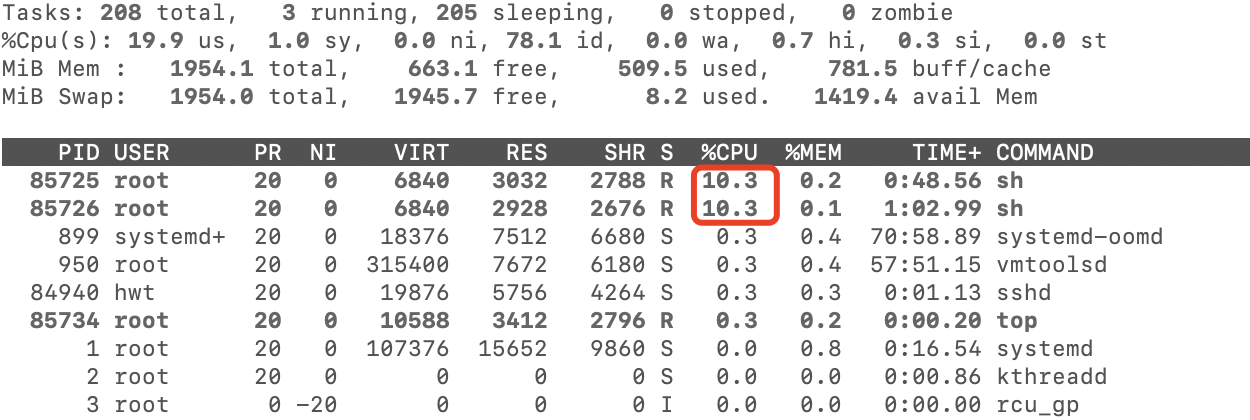 Tasks: 208 total,   3 running, 205 sleeping,   0 stopped,   0 zombie
%Cpu(s): 19.9 us,  1.0 sy,  0.0 ni, 78.1 id,  0.0 wa,  0.7 hi,  0.3 si,  0.0 st
MiB Mem :   1954.1 total,    663.1 free,    509.5 used,    781.5 buff/cache
MiB Swap:   1954.0 total,   1945.7 free,      8.2 used.   1419.4 avail Mem
    PID USER      PR  NI    VIRT    RES    SHR S  %CPU  %MEM     TIME+ COMMAND
  85725 root      20   0    6840   3032   2788 R  10.3   0.2   0:48.56 sh
  85726 root      20   0    6840   2928   2676 R  10.3   0.1   1:02.99 sh
    899 systemd+  20   0   18376   7512   6680 S   0.3   0.4  70:58.89 systemd-oomd
    950 root      20   0  315400   7672   6180 S   0.3   0.4  57:51.15 vmtoolsd
  84940 hwt       20   0   19876   5756   4264 S   0.3   0.3   0:01.13 sshd
  85734 root      20   0   10588   3412   2796 R   0.3   0.2   0:00.20 top
      1 root      20   0  107376  15652   9860 S   0.0   0.8   0:16.54 systemd
      2 root      20   0       0      0      0 S   0.0   0.0   0:00.86 kthreadd
      3 root       0 -20       0      0      0 I   0.0   0.0   0:00.00 rcu_gp